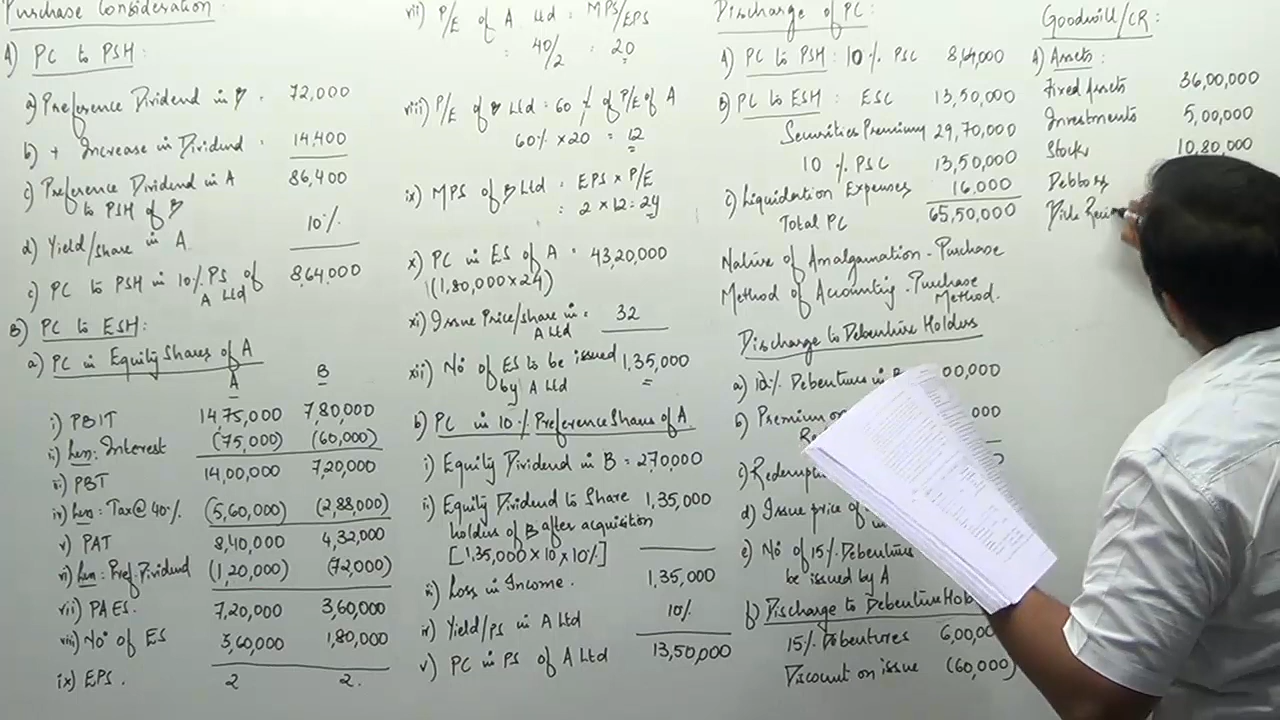 Purchase Consideration:
A) PC to PSH:
a) Preference Dividend in B: 72,000
b) + Increase in Dividend: 14,400
c) Preference Dividend in A 86,400
to PSH of B
d) Yield/share in A 10%
e) PC to PSH in 10% PS of 8,64,000
A Ltd
B) PC to ESH:
a) PC in Equity Shares of A
A B
i) PBIT 14,75,000 7,80,000
ii) Less: Interest (75,000) (60,000)
iii) PBT 14,00,000 7,20,000
iv) Less: Tax@40% (5,60,000) (2,88,000)
v) PAT 8,40,000 4,32,000
vi) Less: Pref. Dividend (1,20,000) (72,000)
vii) PAES. 7,20,000 3,60,000
viii) No of ES 3,60,000 1,80,000
ix) EPS. 2 2.
vii) P/E of A Ltd = MPS/EPS
: 40/2 = 20
viii) P/E of B Ltd = 60 % of P/E of A
60% x 20 = 12
ix) MPS of B Ltd = EPS x P/E
: 2 x 12 = 24
x) PC in ES of A = 43,20,000
(1,80,000 x 24)
xi) Issue Price/share in = 32
A Ltd
xii) No of ES to be issued 1,35,000
by A Ltd
b) PC in 10% Preference Shares of A
i) Equity Dividend in B = 2,70,000
ii) Equity Dividend to Share 1,35,000
holders of B after acquisition
[1,35,000 x 10 x 10%]
iii) Loss in Income. 1,35,000
iv) Yield/ps in A Ltd 10%
v) PC in PS of A Ltd 13,50,000
Discharge of PC:
A) PC to PSH: 10% PSC 8,64,000
B) PC to ESH: ESC 13,50,000
Securities Premium 29,70,000
10 % PSC 13,50,000
c) Liquidation Expenses 16,000
Total PC 65,50,000
Nature of Amalgamation - Purchase
Method of Accounting - Purchase
Method.
Discharge to Debenture Holders
a) 10% Debentures in B 00,000
b) Premium on 000
c) Redempti
d) Issue price of
e) No of 15% Debentures
be issued by A
f) Discharge to Debenture Hol
15% Debentures 6,00,00
Discount on issue (60,000)
Goodwill/CR:
A) Assets:
Fixed Assets 36,00,000
Investments 5,00,000
Stock 10,80,000
Debtors
Bills Recei